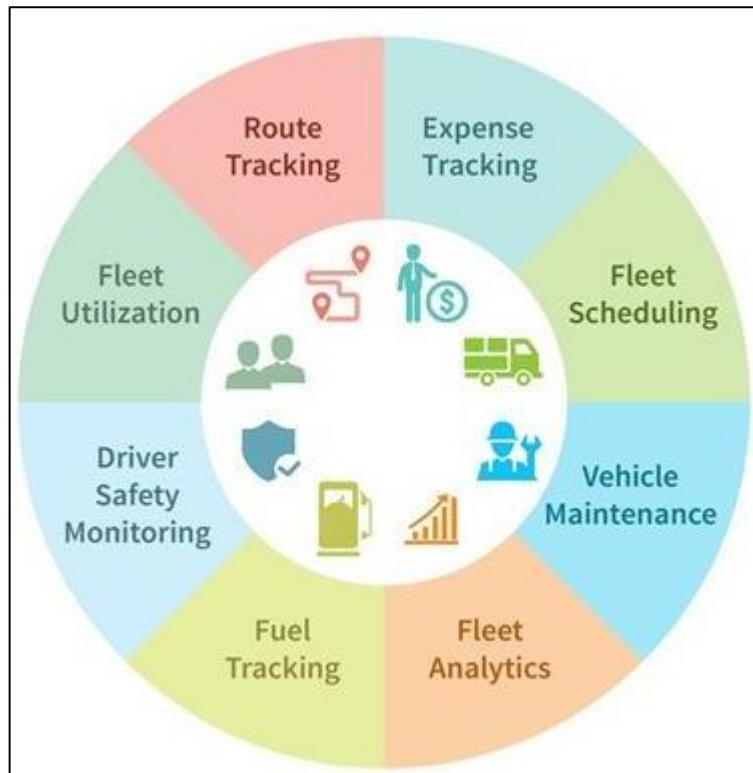 Route
Tracking
Expense
Tracking
Fleet
Scheduling
Vehicle
Maintenance
Fleet
Analytics
Fuel
Tracking
Driver
Safety
Monitoring
Fleet
Utilization
$